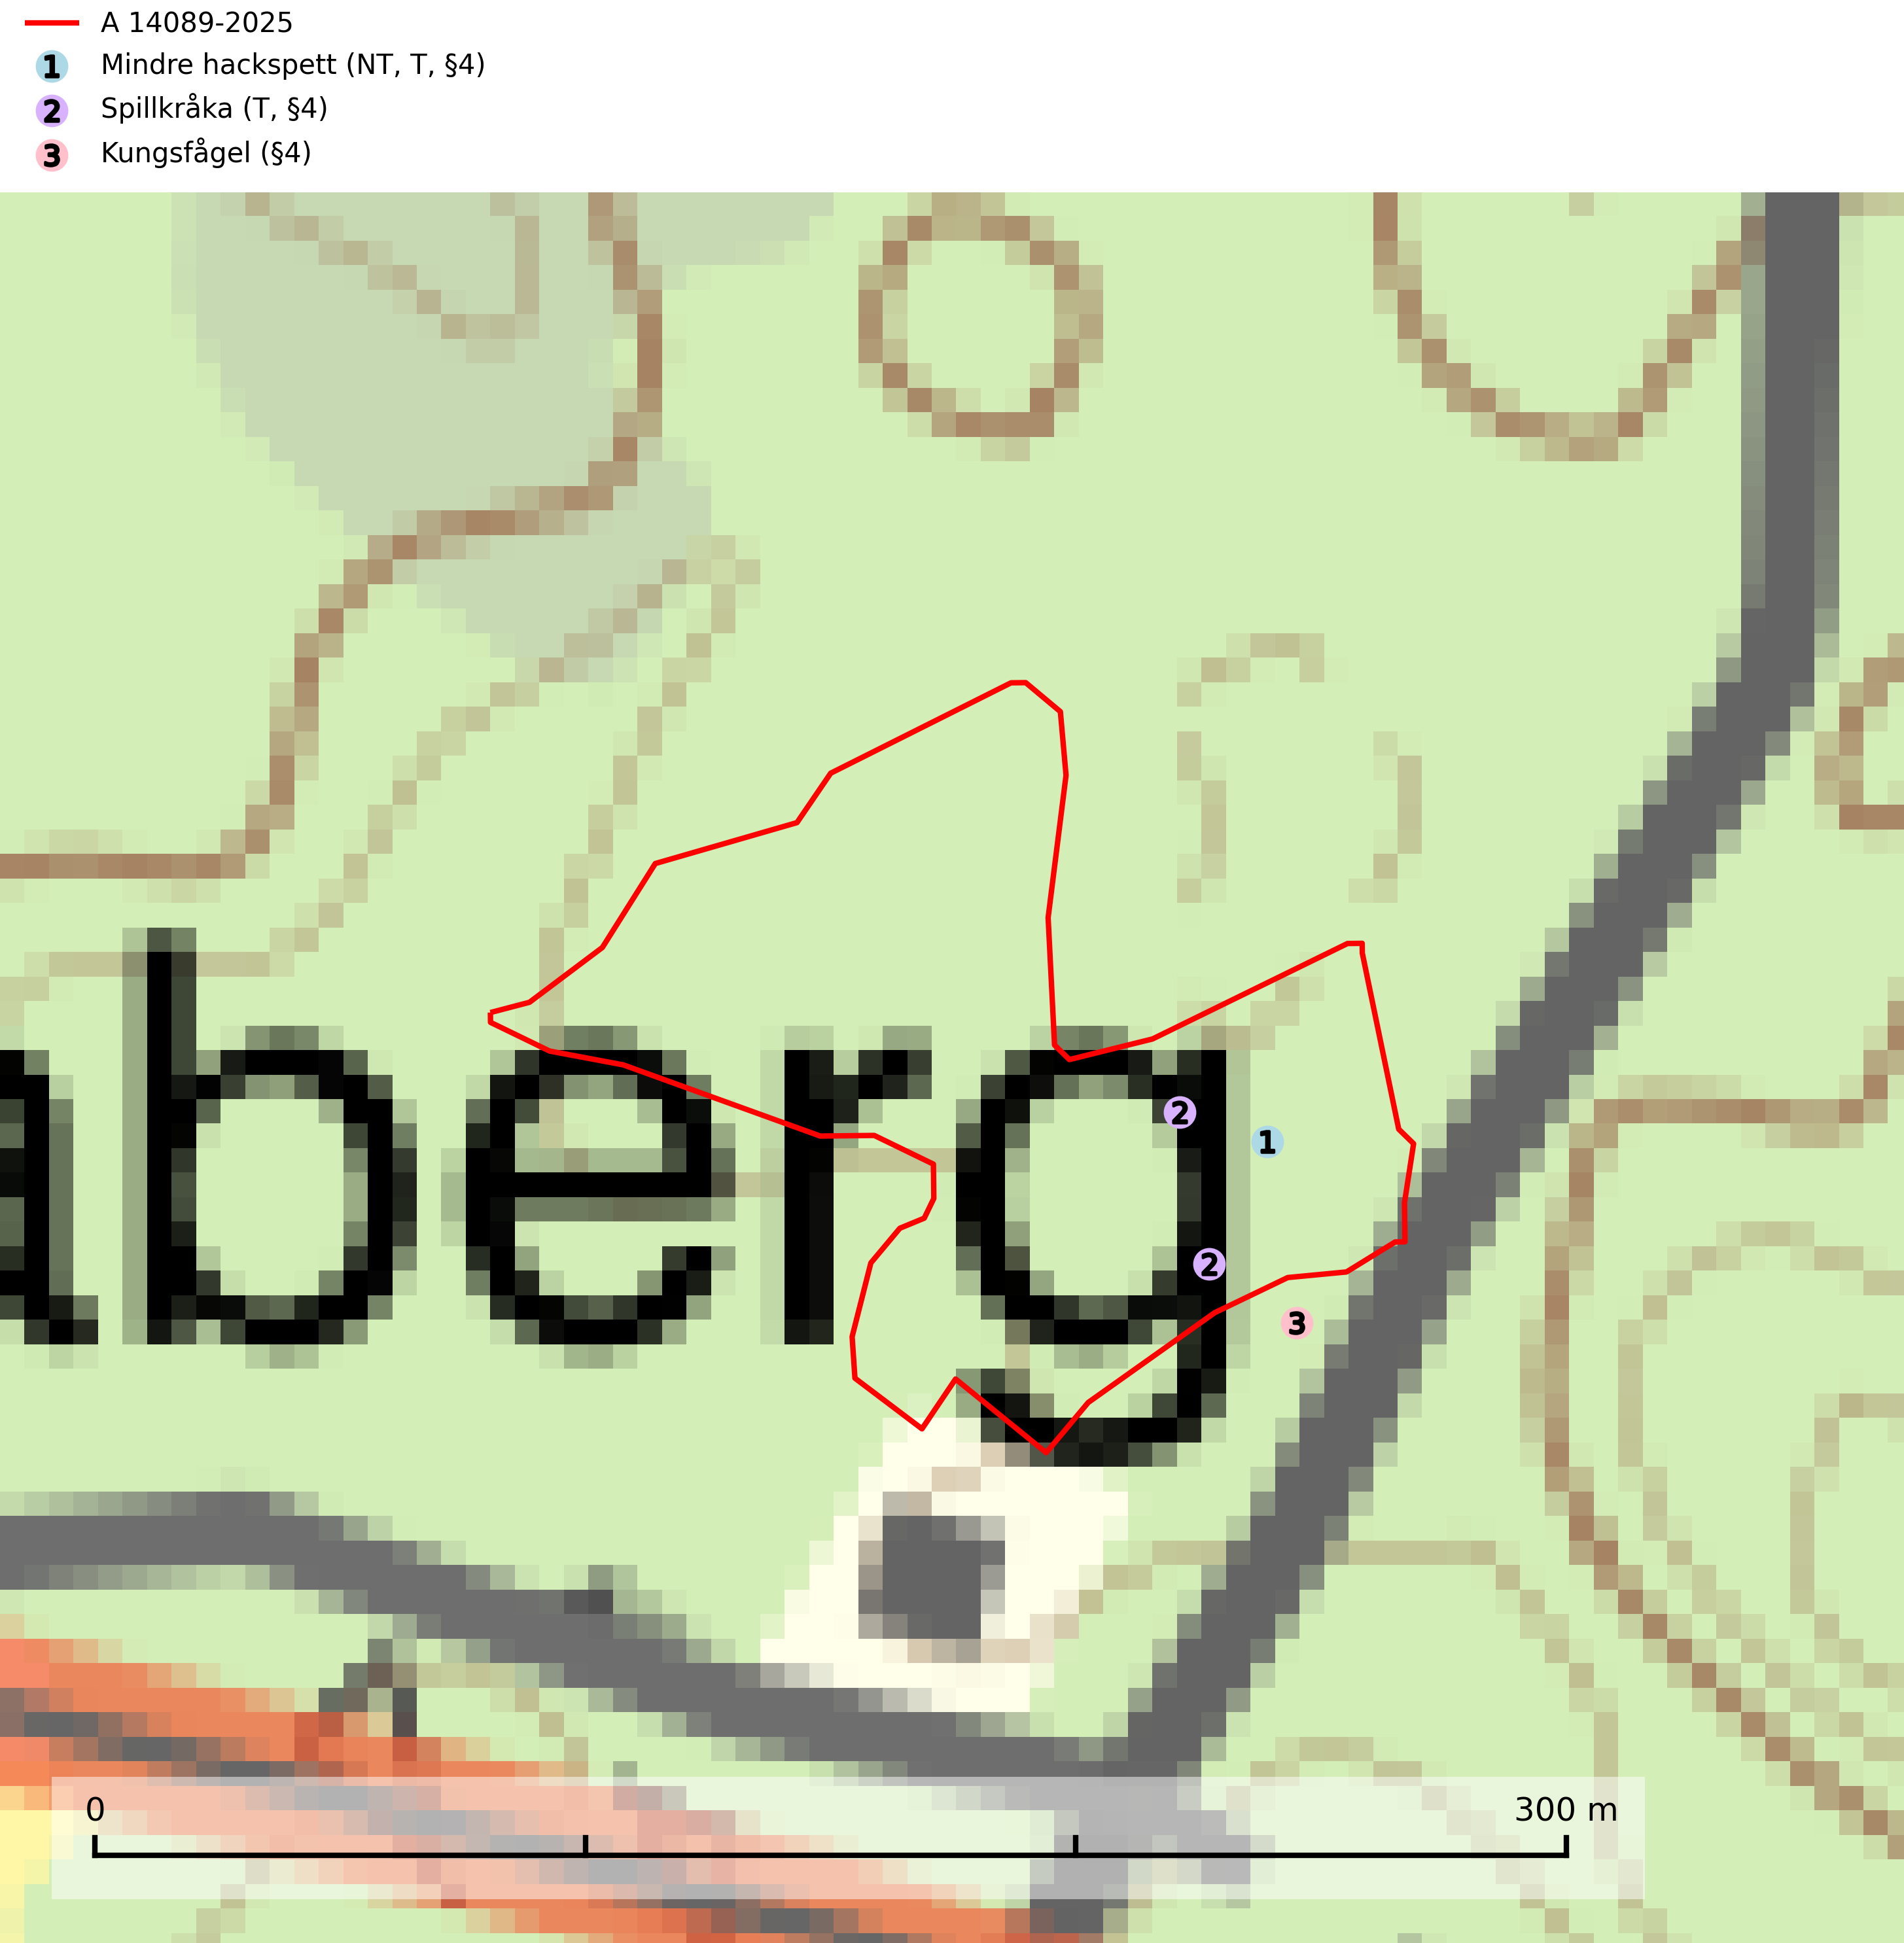 A 14089-2025
1 Mindre hackspett (NT, T, §4)
2 Spillkråka (T, §4)
3 Kungsfågel (§4)
2
1
berg
2
3
0 300 m